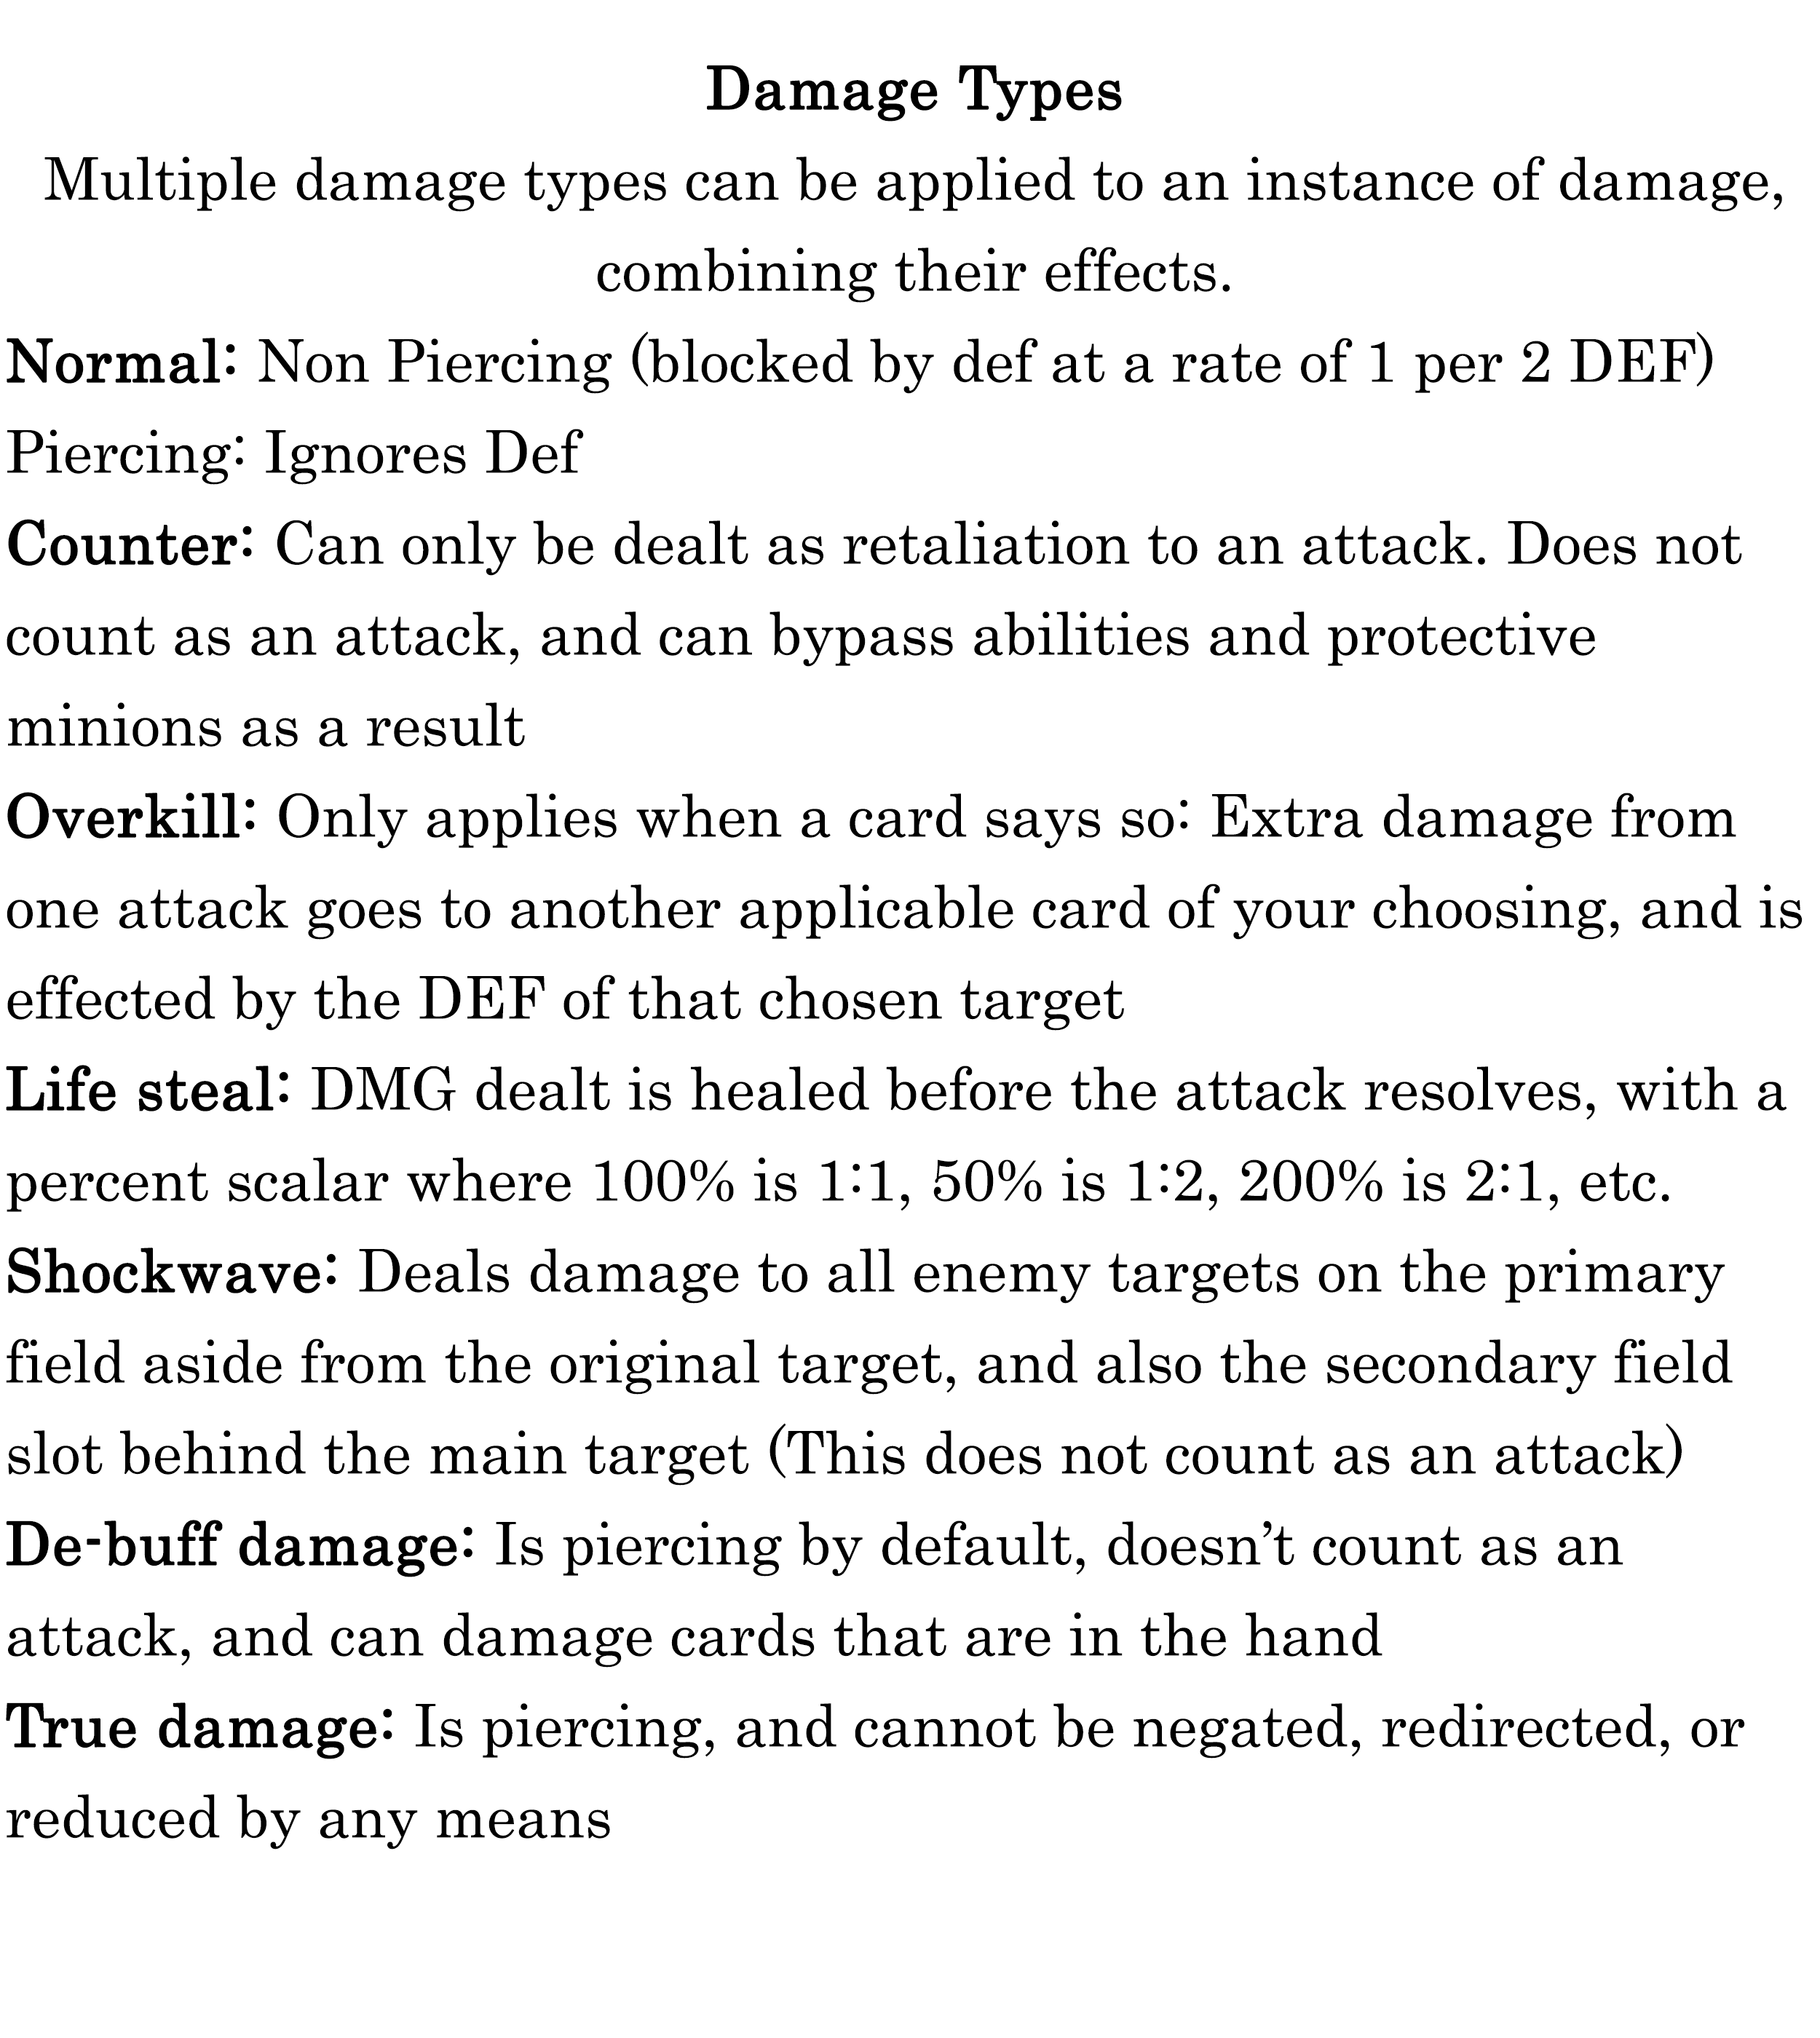 Damage Types
Multiple damage types can be applied to an instance of damage,
combining their effects.
Normal: Non Piercing (blocked by def at a rate of 1 per 2 DEF)
Piercing: Ignores Def
Counter: Can only be dealt as retaliation to an attack. Does not
count as an attack, and can bypass abilities and protective
minions as a result
Overkill: Only applies when a card says so: Extra damage from
one attack goes to another applicable card of your choosing, and is
effected by the DEF of that chosen target
Life steal: DMG dealt is healed before the attack resolves, with a
percent scalar where 100% is 1:1, 50% is 1:2, 200% is 2:1, etc.
Shockwave: Deals damage to all enemy targets on the primary
field aside from the original target, and also the secondary field
slot behind the main target (This does not count as an attack)
De-buff damage: Is piercing by default, doesn’t count as an
attack, and can damage cards that are in the hand
True damage: Is piercing, and cannot be negated, redirected, or
reduced by any means